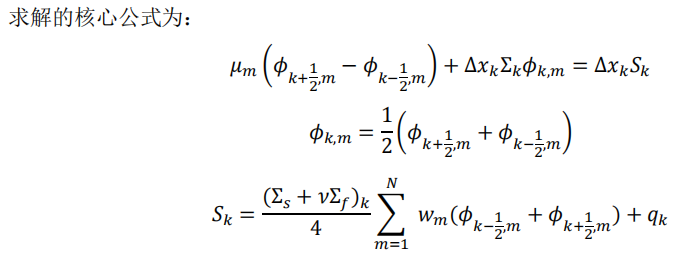 求解的核心公式为：
μ_m (ϕ_{k+1/2,m} − ϕ_{k−1/2,m}) + Δx_k Σ_k ϕ_{k,m} = Δx_k S_k
ϕ_{k,m} = 1/2 (ϕ_{k+1/2,m} + ϕ_{k−1/2,m})
S_k = (Σ_s + νΣ_f)_k / 4 ∑_{m=1}^{N} w_m(ϕ_{k−1/2,m} + ϕ_{k+1/2,m}) + q_k